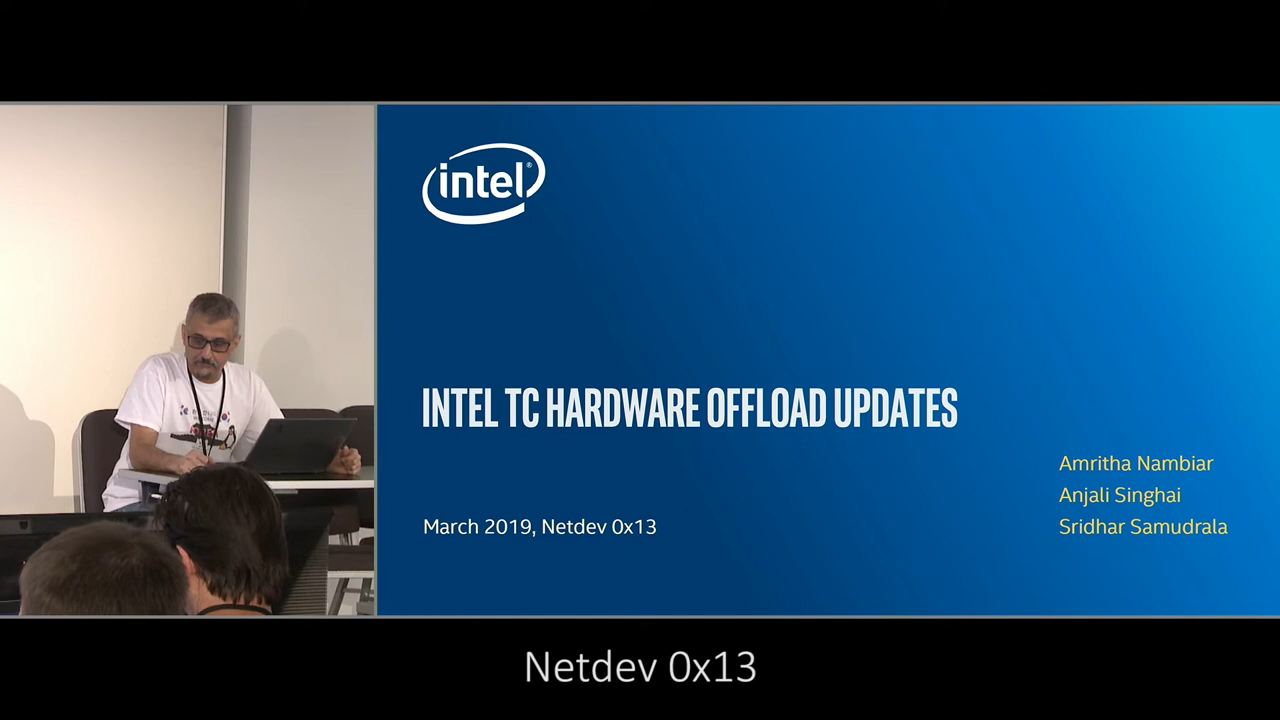 intel®
INTEL TC HARDWARE OFFLOAD UPDATES
Amritha Nambiar
Anjali Singhai
Sridhar Samudrala
March 2019, Netdev 0x13
Netdev 0x13